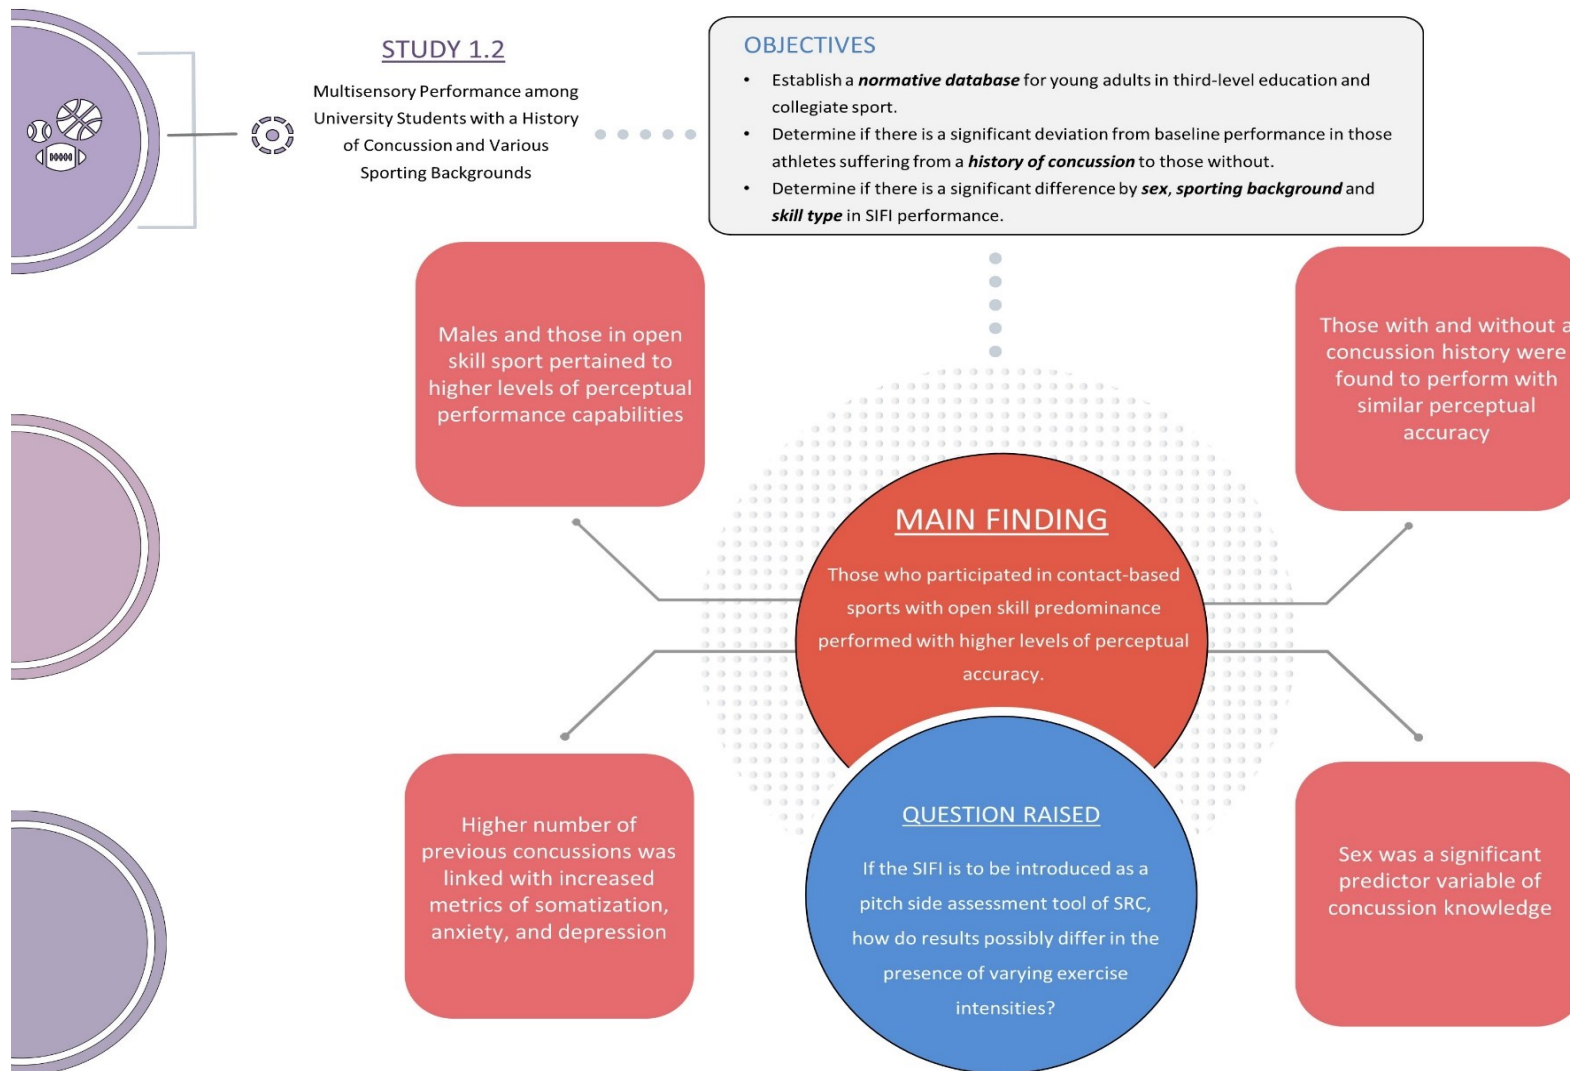 STUDY 1.2
Multisensory Performance among
University Students with a History
of Concussion and Various
Sporting Backgrounds
OBJECTIVES
• Establish a normative database for young adults in third-level education and
collegiate sport.
• Determine if there is a significant deviation from baseline performance in those
athletes suffering from a history of concussion to those without.
• Determine if there is a significant difference by sex, sporting background and
skill type in SIFI performance.
Males and those in open
skill sport pertained to
higher levels of perceptual
performance capabilities
Those with and without a
concussion history were
found to perform with
similar perceptual
accuracy
MAIN FINDING
Those who participated in contact-based
sports with open skill predominance
performed with higher levels of perceptual
accuracy.
Higher number of
previous concussions was
linked with increased
metrics of somatization,
anxiety, and depression
QUESTION RAISED
If the SIFI is to be introduced as a
pitch side assessment tool of SRC,
how do results possibly differ in the
presence of varying exercise
intensities?
Sex was a significant
predictor variable of
concussion knowledge